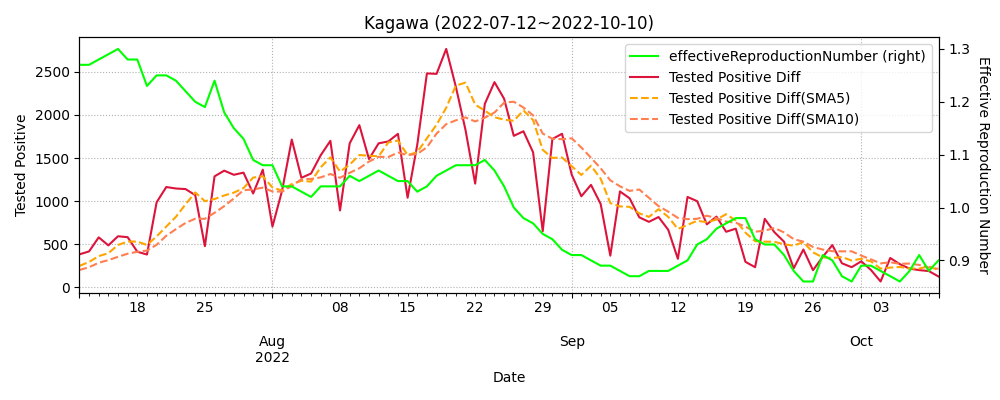 Kagawa (2022-07-12~2022-10-10)
effectiveReproductionNumber (right)
Tested Positive Diff
Tested Positive Diff(SMA5)
Tested Positive Diff(SMA10)
Tested Positive
2500
2000
1500
1000
500
0
1.3
1.2
1.1
1.0
0.9
Effective Reproduction Number
18 25 08 15 22 29 05 12 19 26 03
Aug Sep Oct
2022
Date